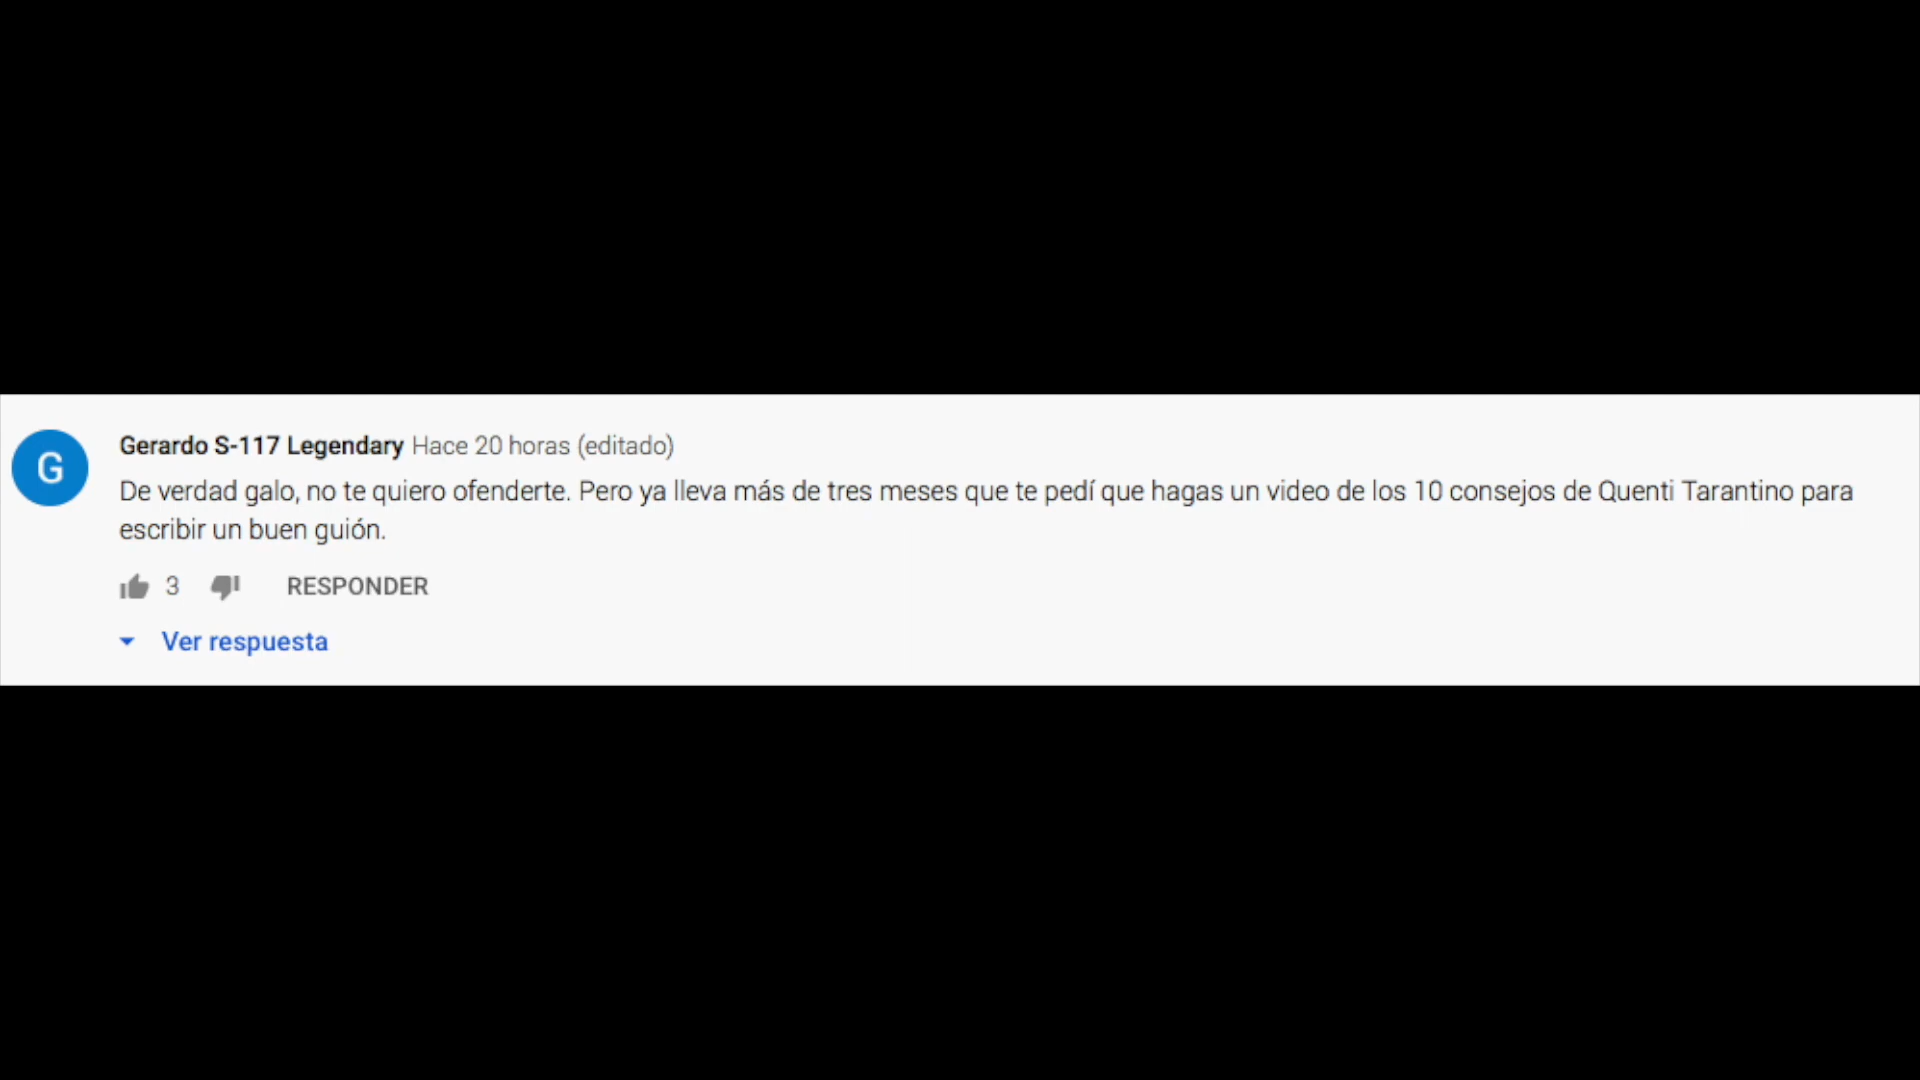 G
Gerardo S-117 Legendary Hace 20 horas (editado)
De verdad galo, no te quiero ofenderte. Pero ya lleva más de tres meses que te pedí que hagas un video de los 10 consejos de Quenti Tarantino para
escribir un buen guión.
3 RESPONDER
Ver respuesta